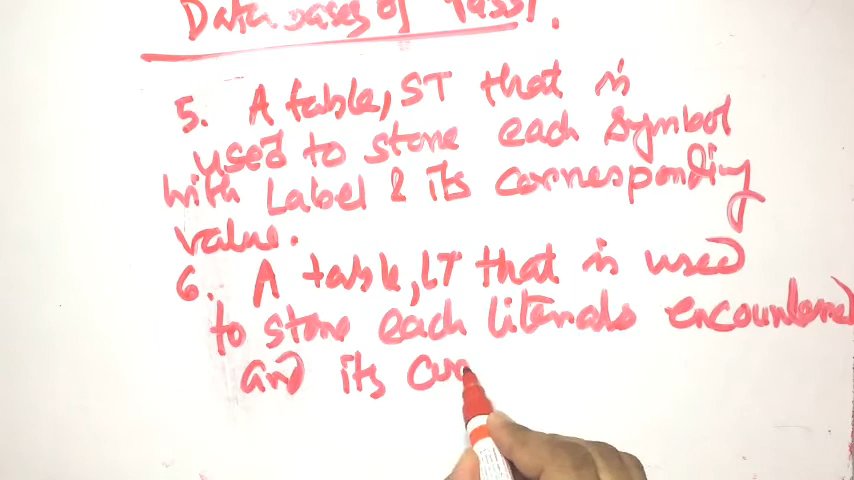 Databases of Pass1.
5. A table, ST that is
used to store each symbol
with Label & its corresponding
value.
6. A table, LT that is used
to store each literals encountered
and its corr